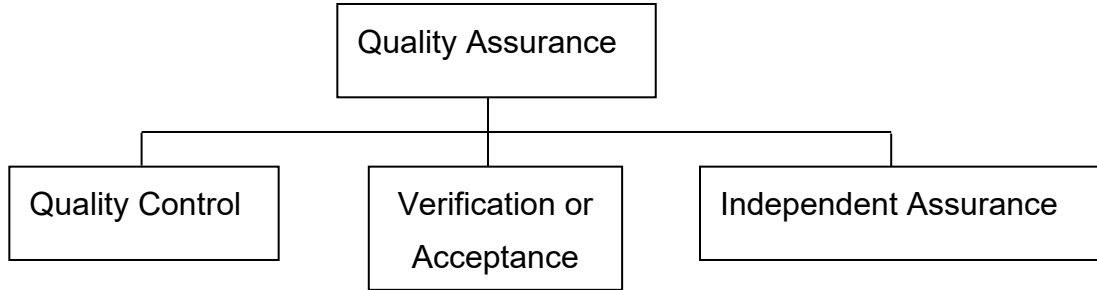 Quality Assurance
Quality Control
Verification or
Acceptance
Independent Assurance